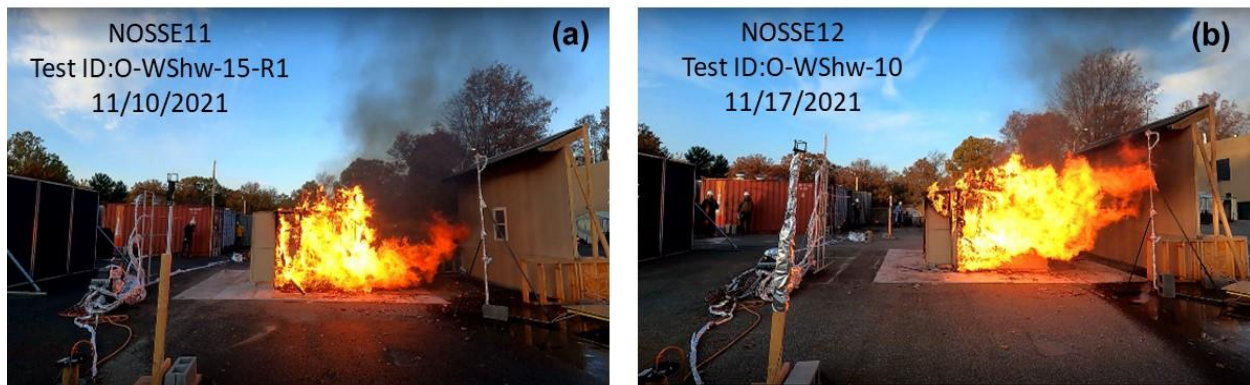 NOSSE11
Test ID:O-WShw-15-R1
11/10/2021
(a)
NOSSE12
Test ID:O-WShw-10
11/17/2021
(b)